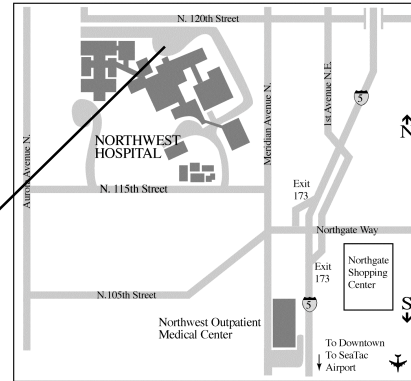 N. 120th Street
Aurora Avenue N.
Meridian Avenue N.
1st Avenue N.E.
5
N
NORTHWEST
HOSPITAL
N. 115th Street
Exit
173
Northgate Way
Northgate
Shopping
Center
Exit
173
N.105th Street
5
S
Northwest Outpatient
Medical Center
To Downtown
To SeaTac
Airport